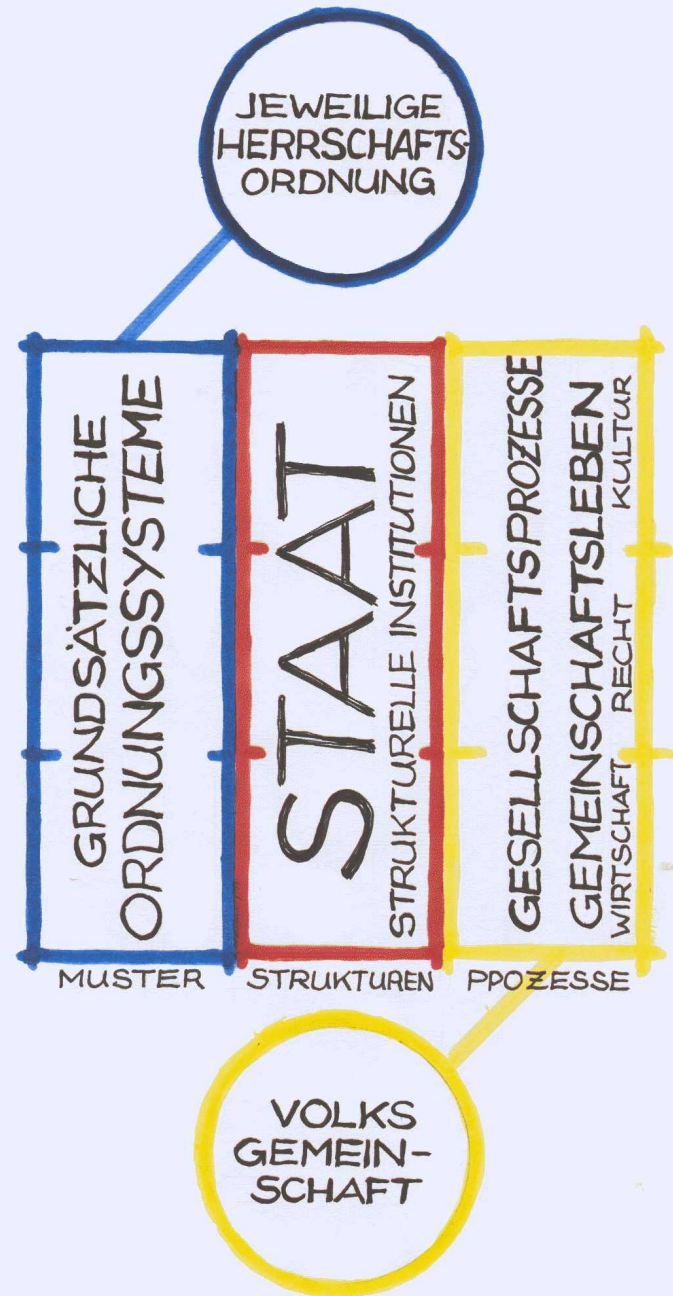 JEWEILIGE
HERRSCHAFTS-
ORDNUNG
GRUNDSÄTZLICHE
ORDNUNGSSYSTEME
STAAT
STRUKTURELLE INSTITUTIONEN
GESELLSCHAFTSPROZESSE
GEMEINSCHAFTSLEBEN
WIRTSCHAFT RECHT KULTUR
MUSTER
STRUKTUREN
PPOZESSE
VOLKS
GEMEIN-
SCHAFT